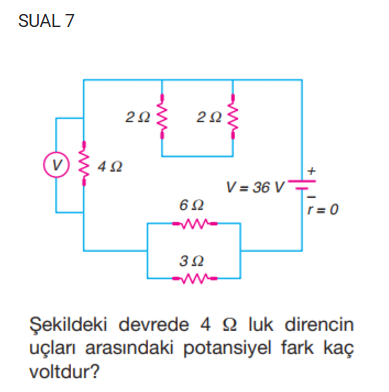 SUAL 7
2 Ω
2 Ω
V
4 Ω
+
V = 36 V
6 Ω
r = 0
3 Ω
Şekildeki devrede 4 Ω luk direncin
uçları arasındaki potansiyel fark kaç
voltdur?